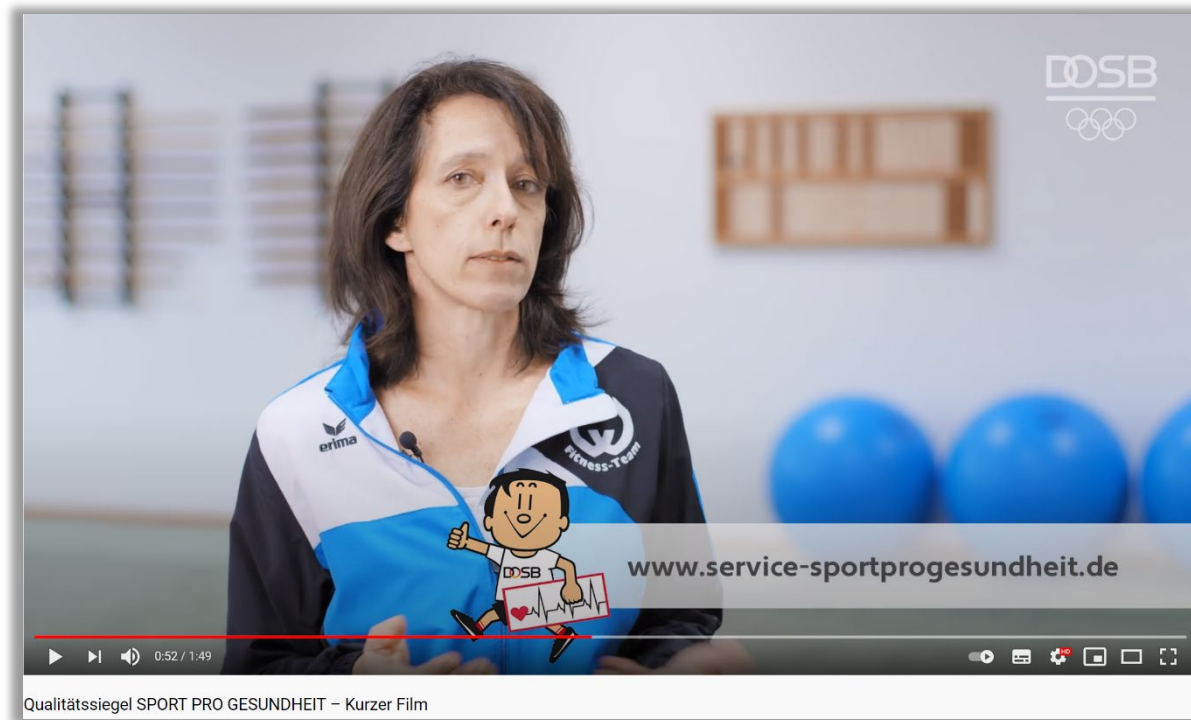 DOSB
erima
Fitness-Team
DOSB
www.service-sportprogesundheit.de
0:52 / 1:49
HD
Qualitätssiegel SPORT PRO GESUNDHEIT – Kurzer Film